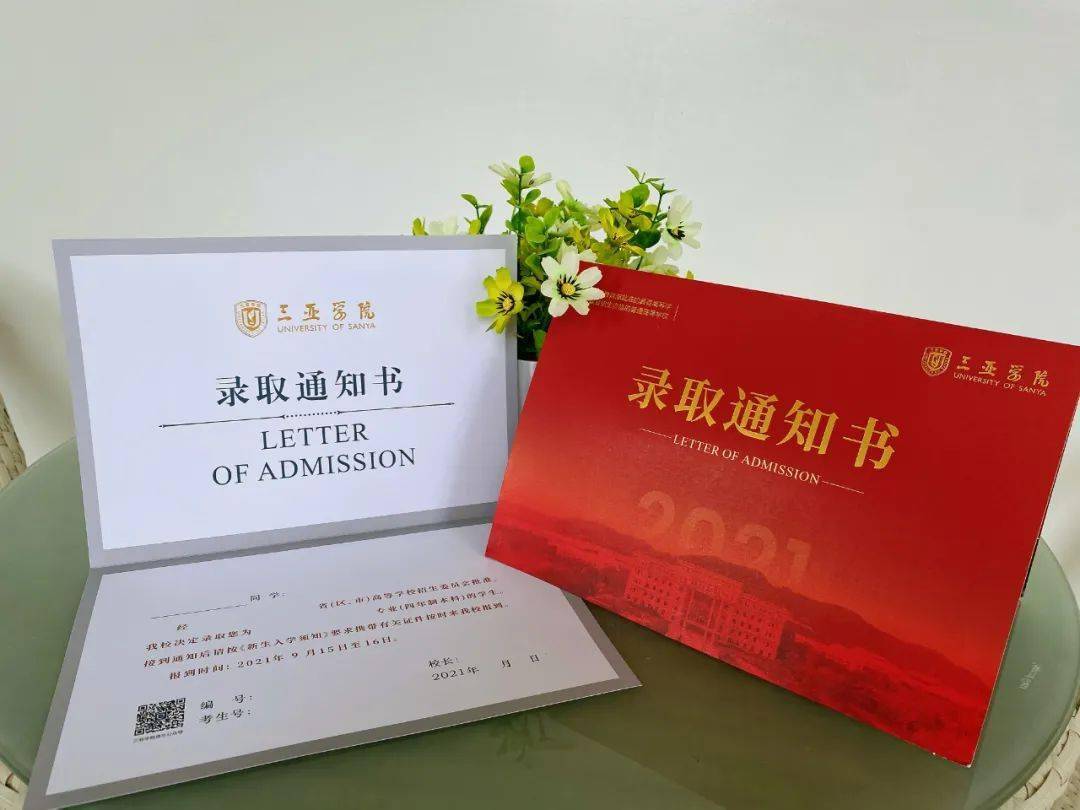 三亚学院
UNIVERSITY OF SANYA
录取通知书
LETTER
OF ADMISSION
同学:
经 省(区、市)高等学校招生委员会批准,
我校决定录取您为 专业(四年制本科)的学生。
接到通知后请按《新生入学须知》要求携带有关证件按时来我校报到。
报到时间: 2021年 9 月15日至16日。
校长:
2021年 月 日
编 号:
考生号:
三亚学院
UNIVERSITY OF SANYA
录取通知书
LETTER OF ADMISSION
2021